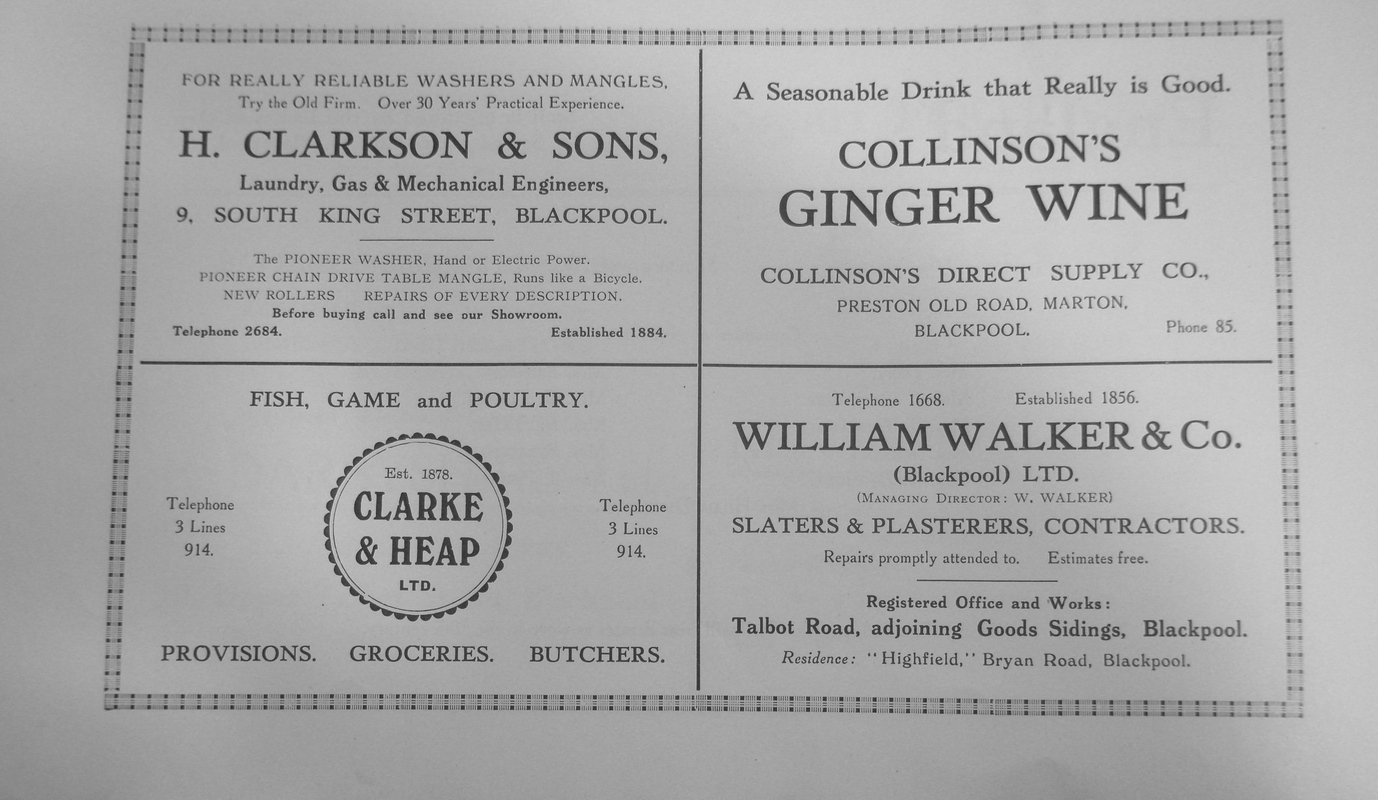 FOR REALLY RELIABLE WASHERS AND MANGLES,
Try the Old Firm. Over 30 Years' Practical Experience.
H. CLARKSON & SONS,
Laundry, Gas & Mechanical Engineers,
9, SOUTH KING STREET, BLACKPOOL.
The PIONEER WASHER, Hand or Electric Power.
PIONEER CHAIN DRIVE TABLE MANGLE, Runs like a Bicycle.
NEW ROLLERS REPAIRS OF EVERY DESCRIPTION.
Before buying call and see our Showroom.
Telephone 2684. Established 1884.
A Seasonable Drink that Really is Good.
COLLINSON'S
GINGER WINE
COLLINSON'S DIRECT SUPPLY CO.,
PRESTON OLD ROAD, MARTON,
BLACKPOOL. Phone 85.
FISH, GAME and POULTRY.
Est. 1878.
CLARKE
& HEAP
LTD.
Telephone
3 Lines
914.
Telephone
3 Lines
914.
PROVISIONS. GROCERIES. BUTCHERS.
Telephone 1668. Established 1856.
WILLIAM WALKER & Co.
(Blackpool) LTD.
(MANAGING DIRECTOR: W. WALKER)
SLATERS & PLASTERERS, CONTRACTORS.
Repairs promptly attended to. Estimates free.
Registered Office and Works:
Talbot Road, adjoining Goods Sidings, Blackpool.
Residence: "Highfield," Bryan Road, Blackpool.